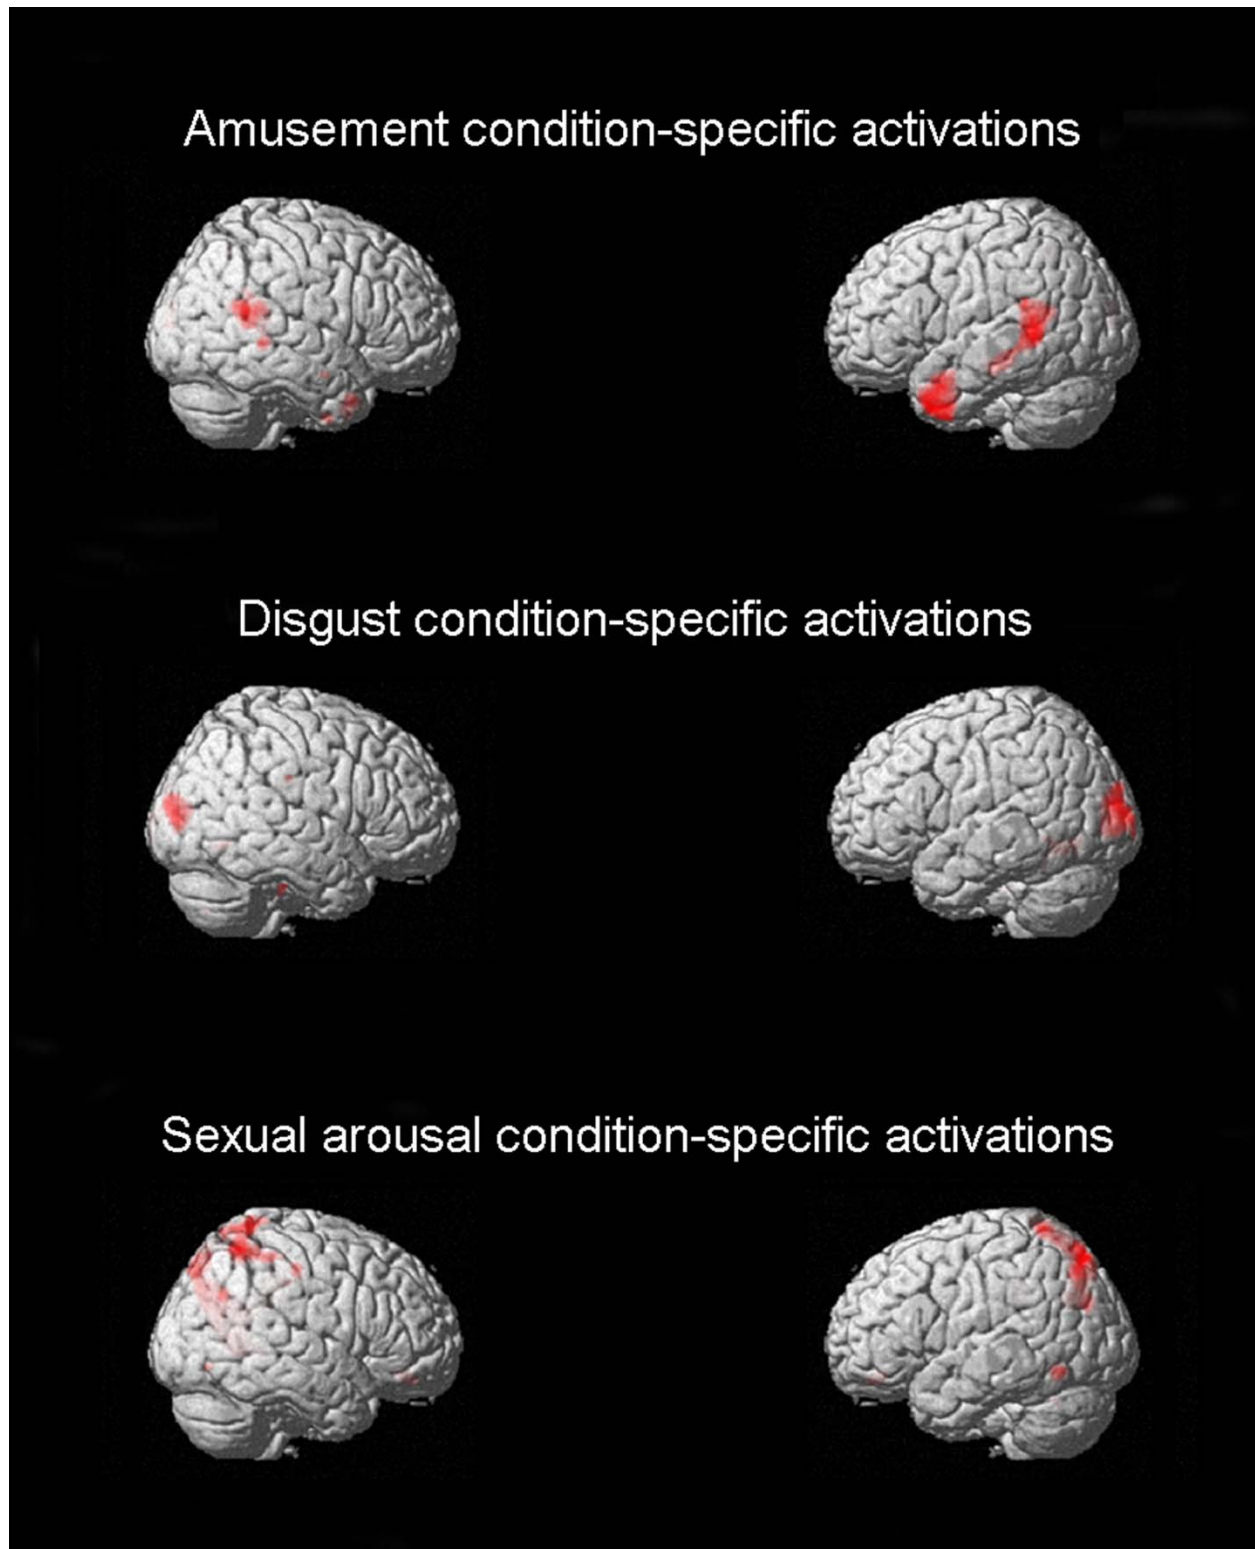 Amusement condition-specific activations
Disgust condition-specific activations
Sexual arousal condition-specific activations